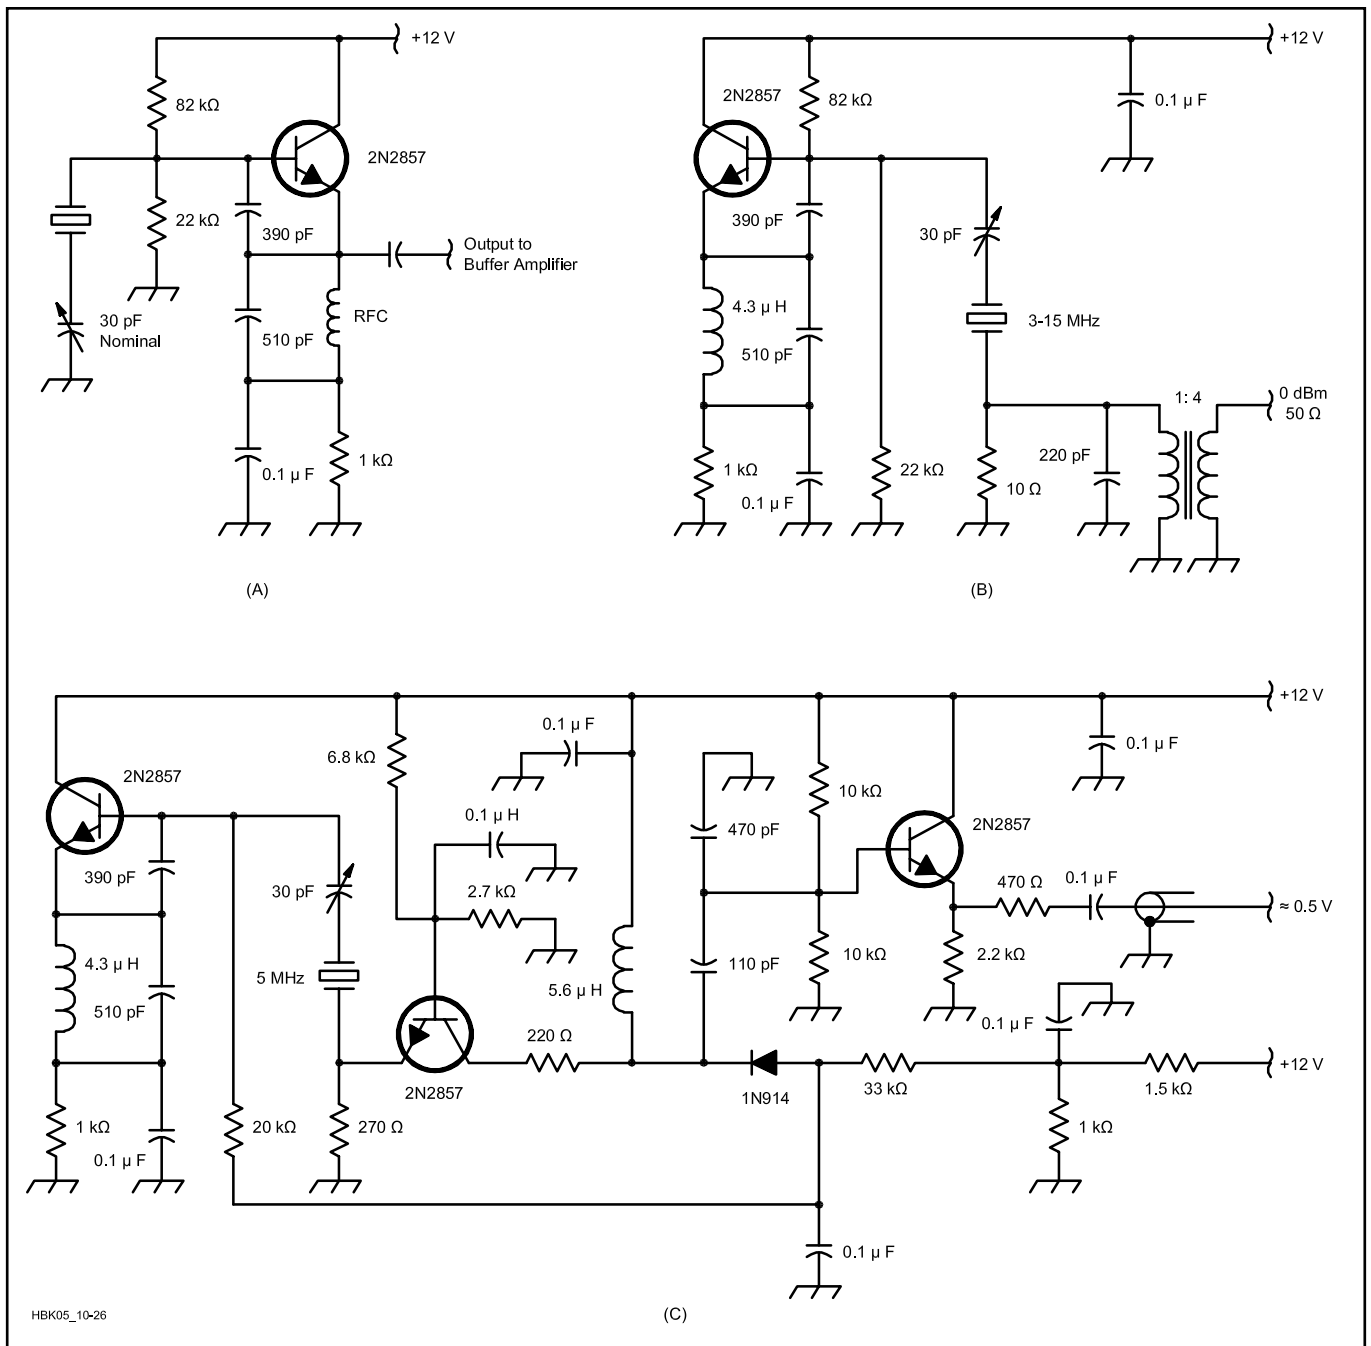 +12 V
82 kΩ
2N2857
22 kΩ
390 pF
Output to
Buffer Amplifier
30 pF
Nominal
510 pF
RFC
0.1 µ F
1 kΩ
(A)
+12 V
2N2857
82 kΩ
0.1 µ F
390 pF
30 pF
4.3 µ H
510 pF
3-15 MHz
1: 4
0 dBm
50 Ω
1 kΩ
0.1 µ F
22 kΩ
10 Ω
220 pF
(B)
+12 V
0.1 µ F
6.8 kΩ
0.1 µ F
2N2857
10 kΩ
2N2857
0.1 µ H
470 pF
390 pF
30 pF
2.7 kΩ
470 Ω
0.1 µ F
≈ 0.5 V
4.3 µ H
510 pF
5 MHz
5.6 µ H
110 pF
10 kΩ
2.2 kΩ
0.1 µ F
220 Ω
2N2857
1N914
33 kΩ
1.5 kΩ
+12 V
1 kΩ
0.1 µ F
20 kΩ
270 Ω
1 kΩ
0.1 µ F
HBK05_10-26
(C)